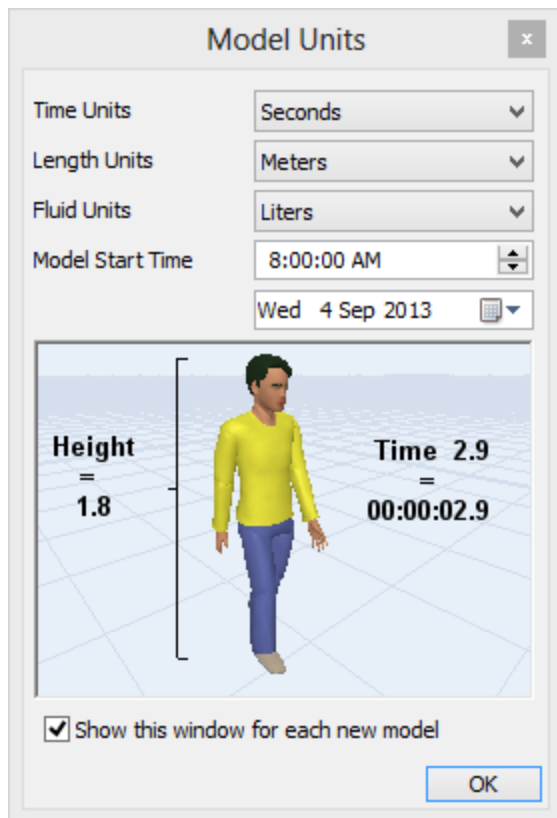 Model Units
x
Time Units Seconds
Length Units Meters
Fluid Units Liters
Model Start Time 8:00:00 AM
Wed 4 Sep 2013
Height
=
1.8
Time 2.9
=
00:00:02.9
Show this window for each new model
OK